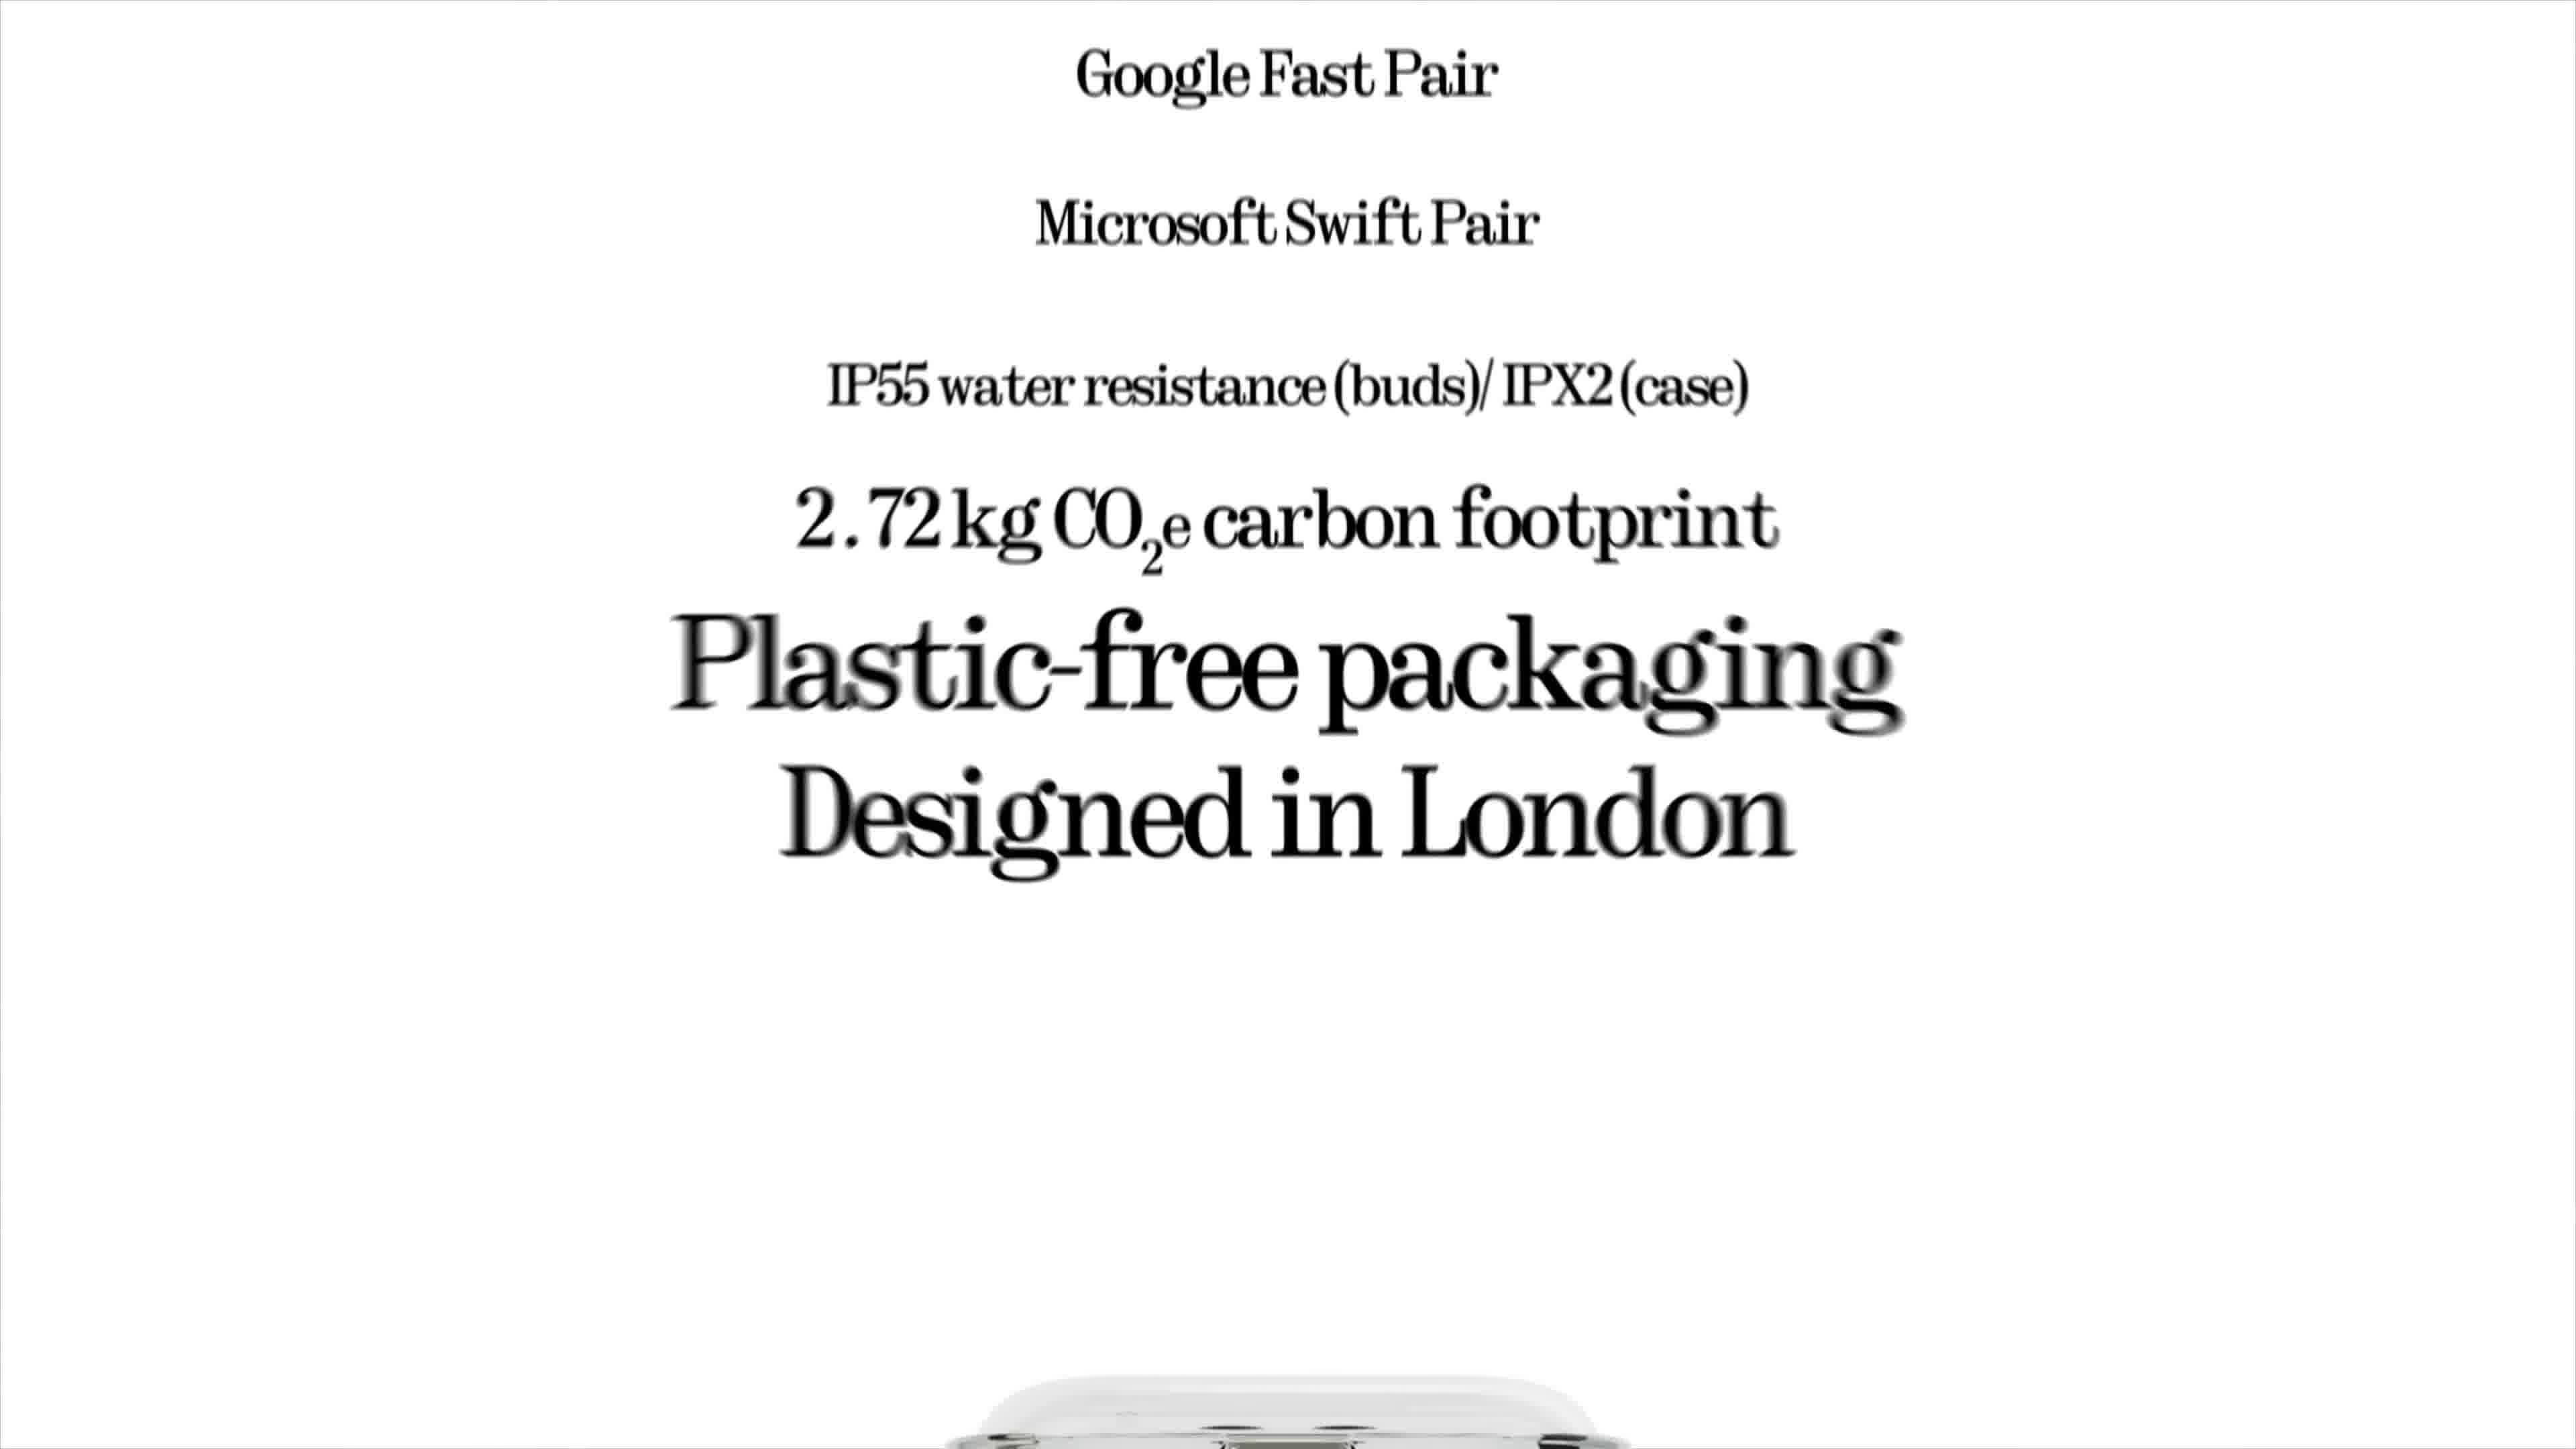 Google Fast Pair
Microsoft Swift Pair
IP55 water resistance (buds)/ IPX2 (case)
2.72 kg CO₂e carbon footprint
Plastic-free packaging
Designed in London